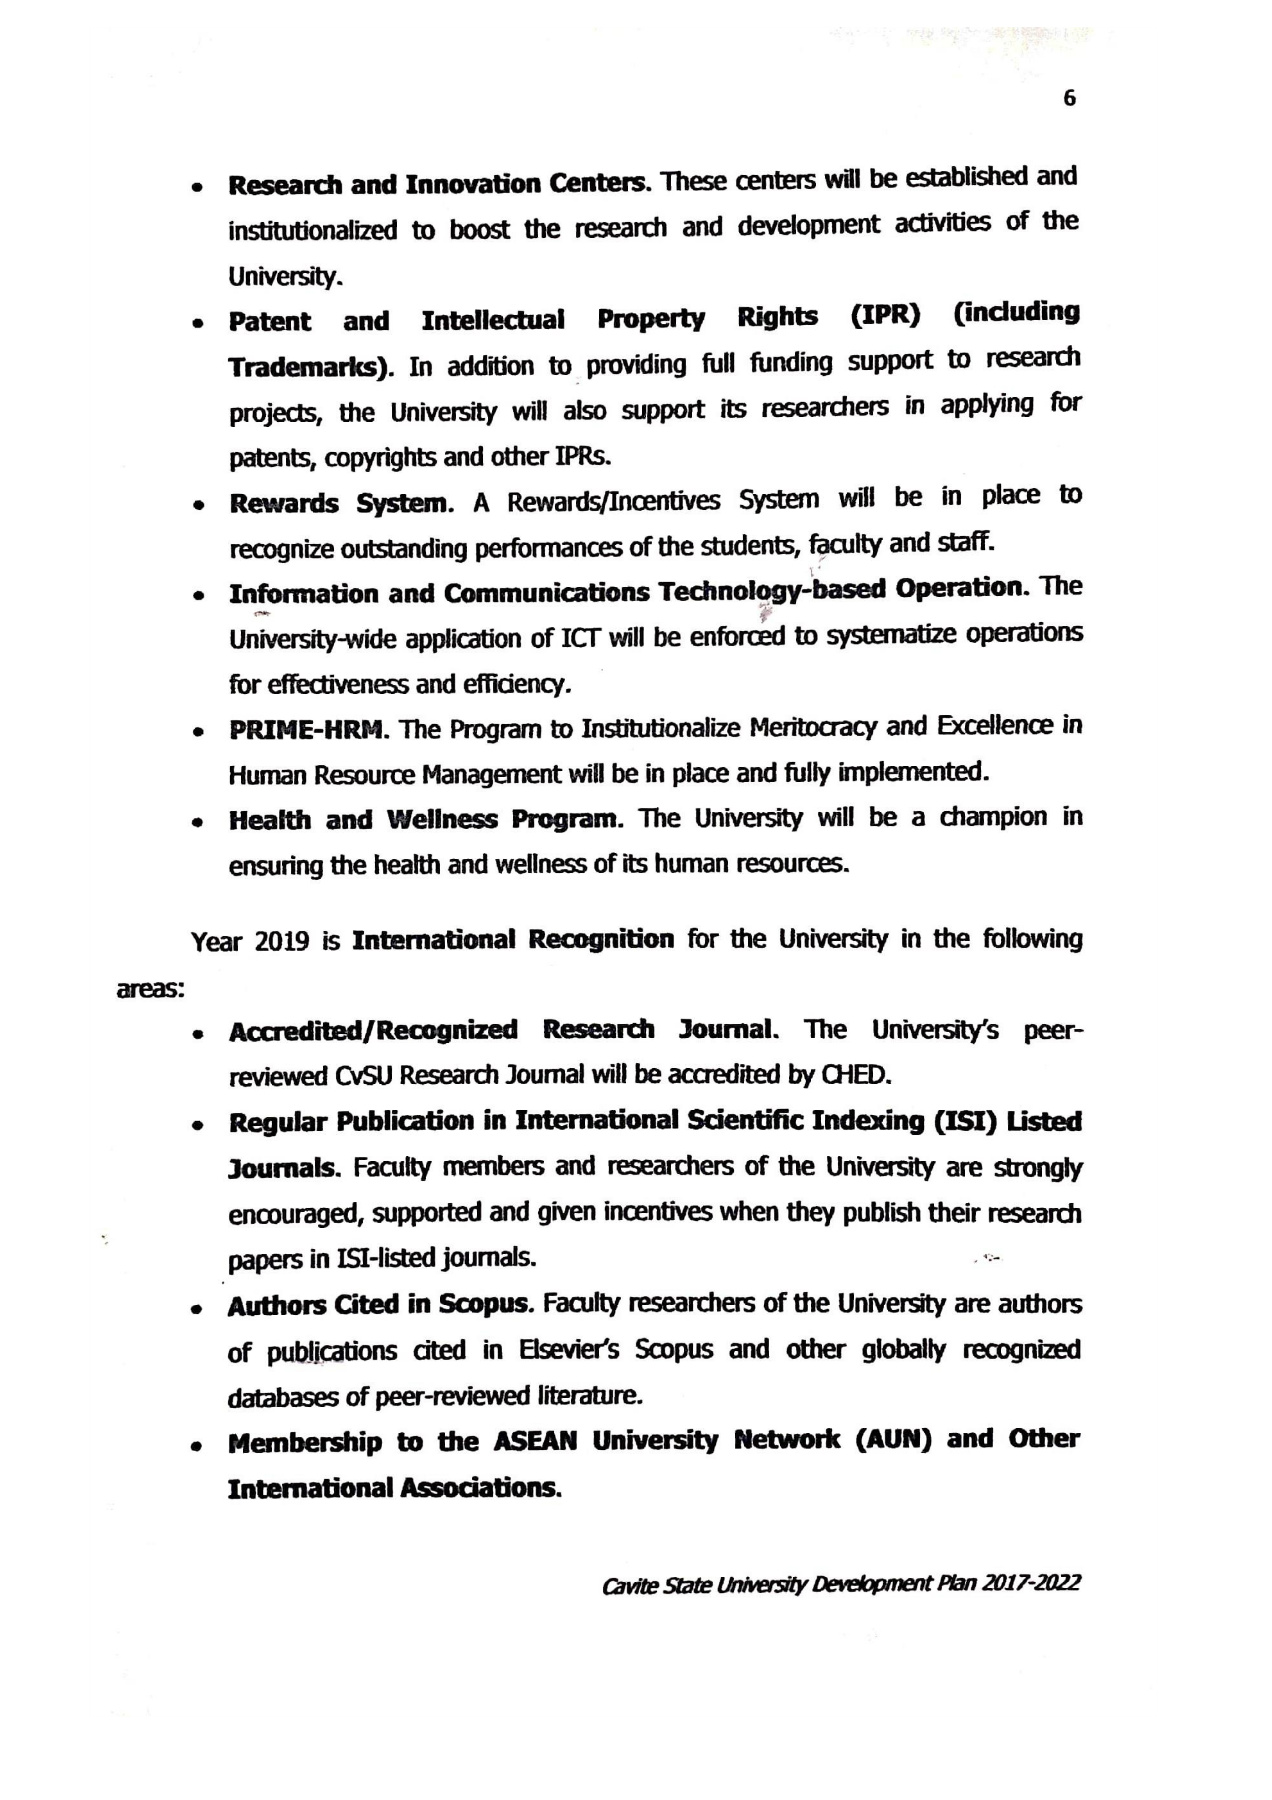 6
• Research and Innovation Centers. These centers will be established and
institutionalized to boost the research and development activities of the
University.
• Patent and Intellectual Property Rights (IPR) (including
Trademarks). In addition to providing full funding support to research
projects, the University will also support its researchers in applying for
patents, copyrights and other IPRs.
• Rewards System. A Rewards/Incentives System will be in place to
recognize outstanding performances of the students, faculty and staff.
• Information and Communications Technology-based Operation. The
University-wide application of ICT will be enforced to systematize operations
for effectiveness and efficiency.
• PRIME-HRM. The Program to Institutionalize Meritocracy and Excellence in
Human Resource Management will be in place and fully implemented.
• Health and Wellness Program. The University will be a champion in
ensuring the health and wellness of its human resources.
Year 2019 is International Recognition for the University in the following
areas:
• Accredited/Recognized Research Journal. The University's peer-
reviewed CvSU Research Journal will be accredited by CHED.
• Regular Publication in International Scientific Indexing (ISI) Listed
Journals. Faculty members and researchers of the University are strongly
encouraged, supported and given incentives when they publish their research
papers in ISI-listed journals.
• Authors Cited in Scopus. Faculty researchers of the University are authors
of publications cited in Elsevier's Scopus and other globally recognized
databases of peer-reviewed literature.
• Membership to the ASEAN University Network (AUN) and Other
International Associations.
Cavite State University Development Plan 2017-2022